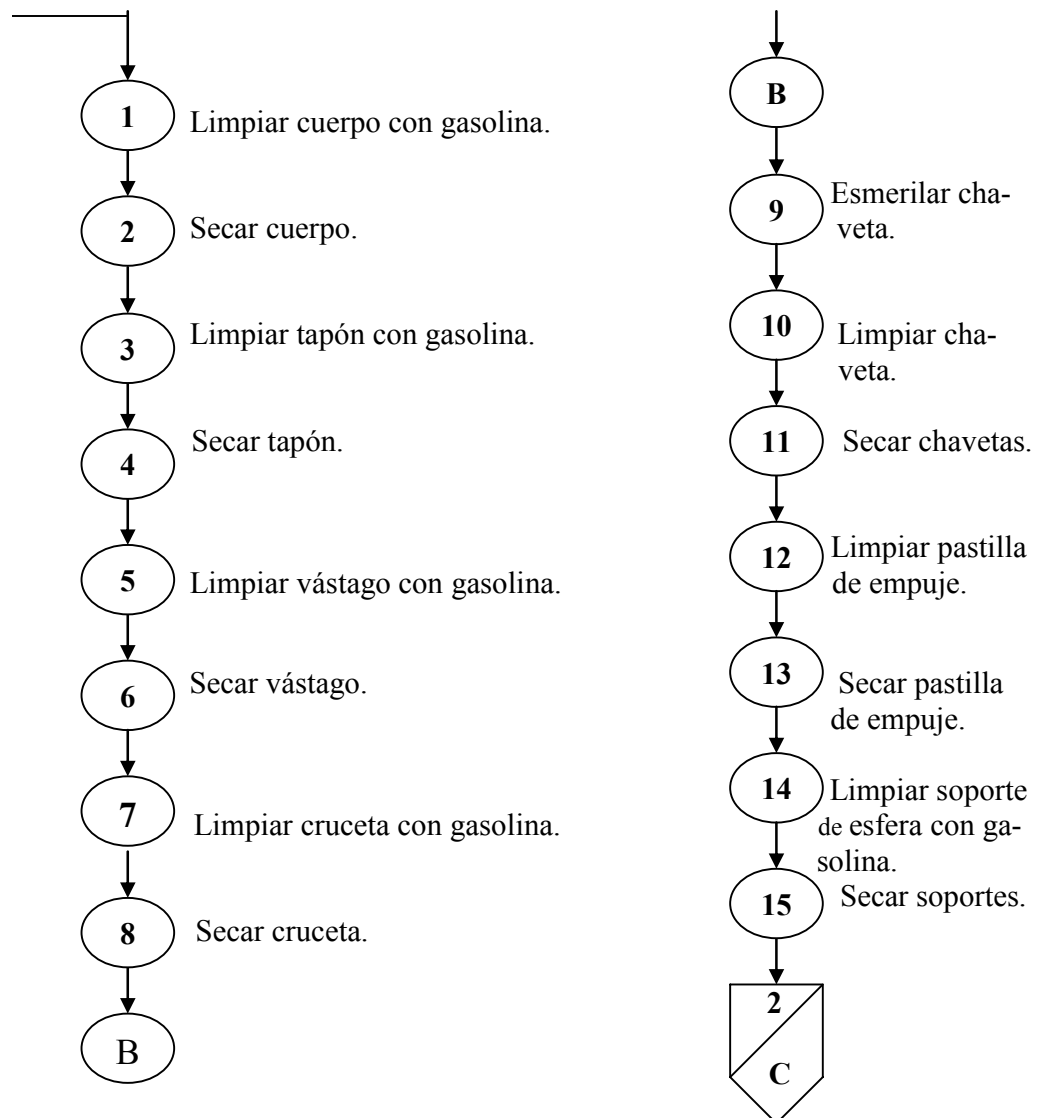 1
Limpiar cuerpo con gasolina.
2
Secar cuerpo.
3
Limpiar tapón con gasolina.
4
Secar tapón.
5
Limpiar vástago con gasolina.
6
Secar vástago.
7
Limpiar cruceta con gasolina.
8
Secar cruceta.
B
B
9
Esmerilar cha-
veta.
10
Limpiar cha-
veta.
11
Secar chavetas.
12
Limpiar pastilla
de empuje.
13
Secar pastilla
de empuje.
14
Limpiar soporte
de esfera con ga-
solina.
15
Secar soportes.
2
C